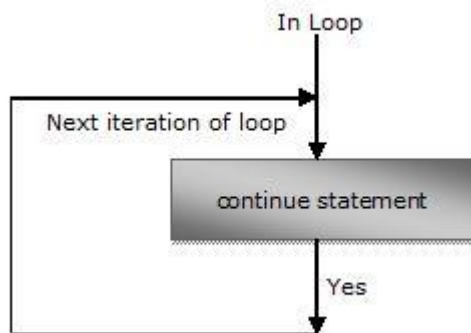 In Loop
Next iteration of loop
continue statement
Yes